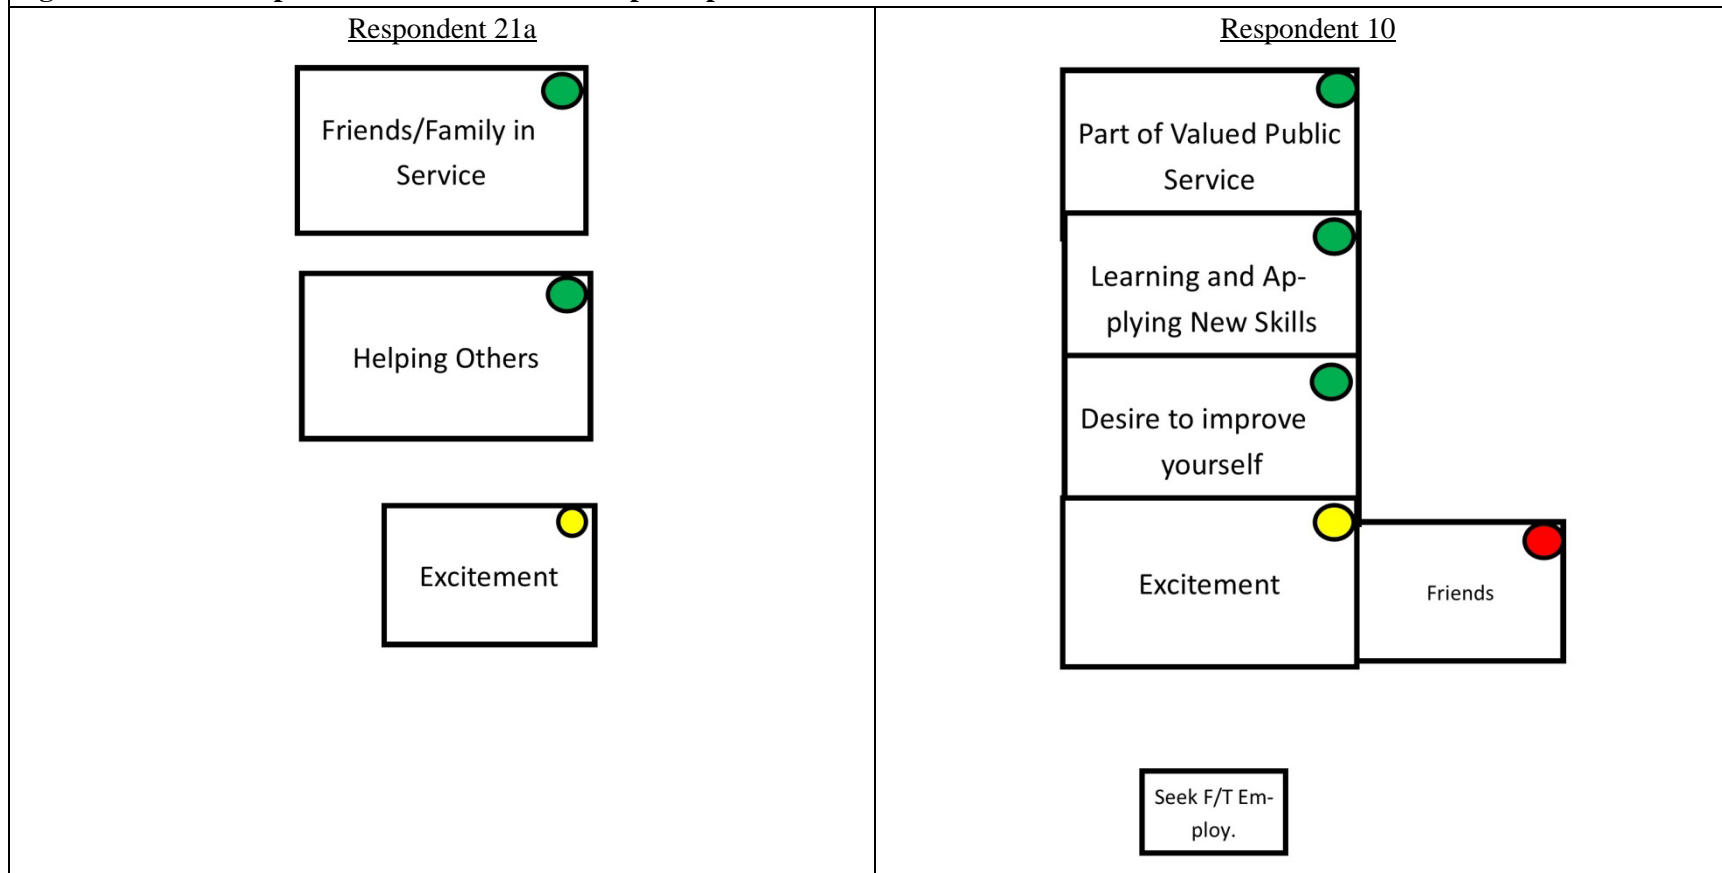 Respondent 21a
Friends/Family in
Service
Helping Others
Excitement
Respondent 10
Part of Valued Public
Service
Learning and Ap-
plying New Skills
Desire to improve
yourself
Excitement
Friends
Seek F/T Em-
ploy.